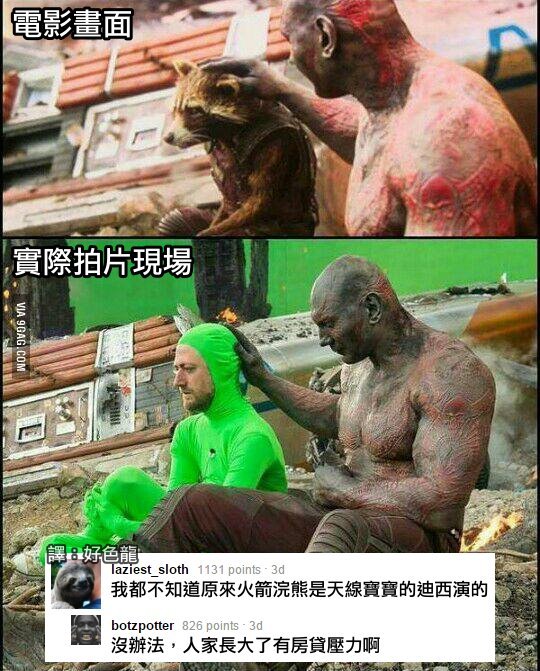 電影畫面
實際拍片現場
VIA 9GAG.COM
譯：好色龍
laziest_sloth 1131 points · 3d
我都不知道原來火箭浣熊是天線寶寶的迪西演的
botzpotter 826 points · 3d
沒辦法，人家長大了有房貸壓力啊